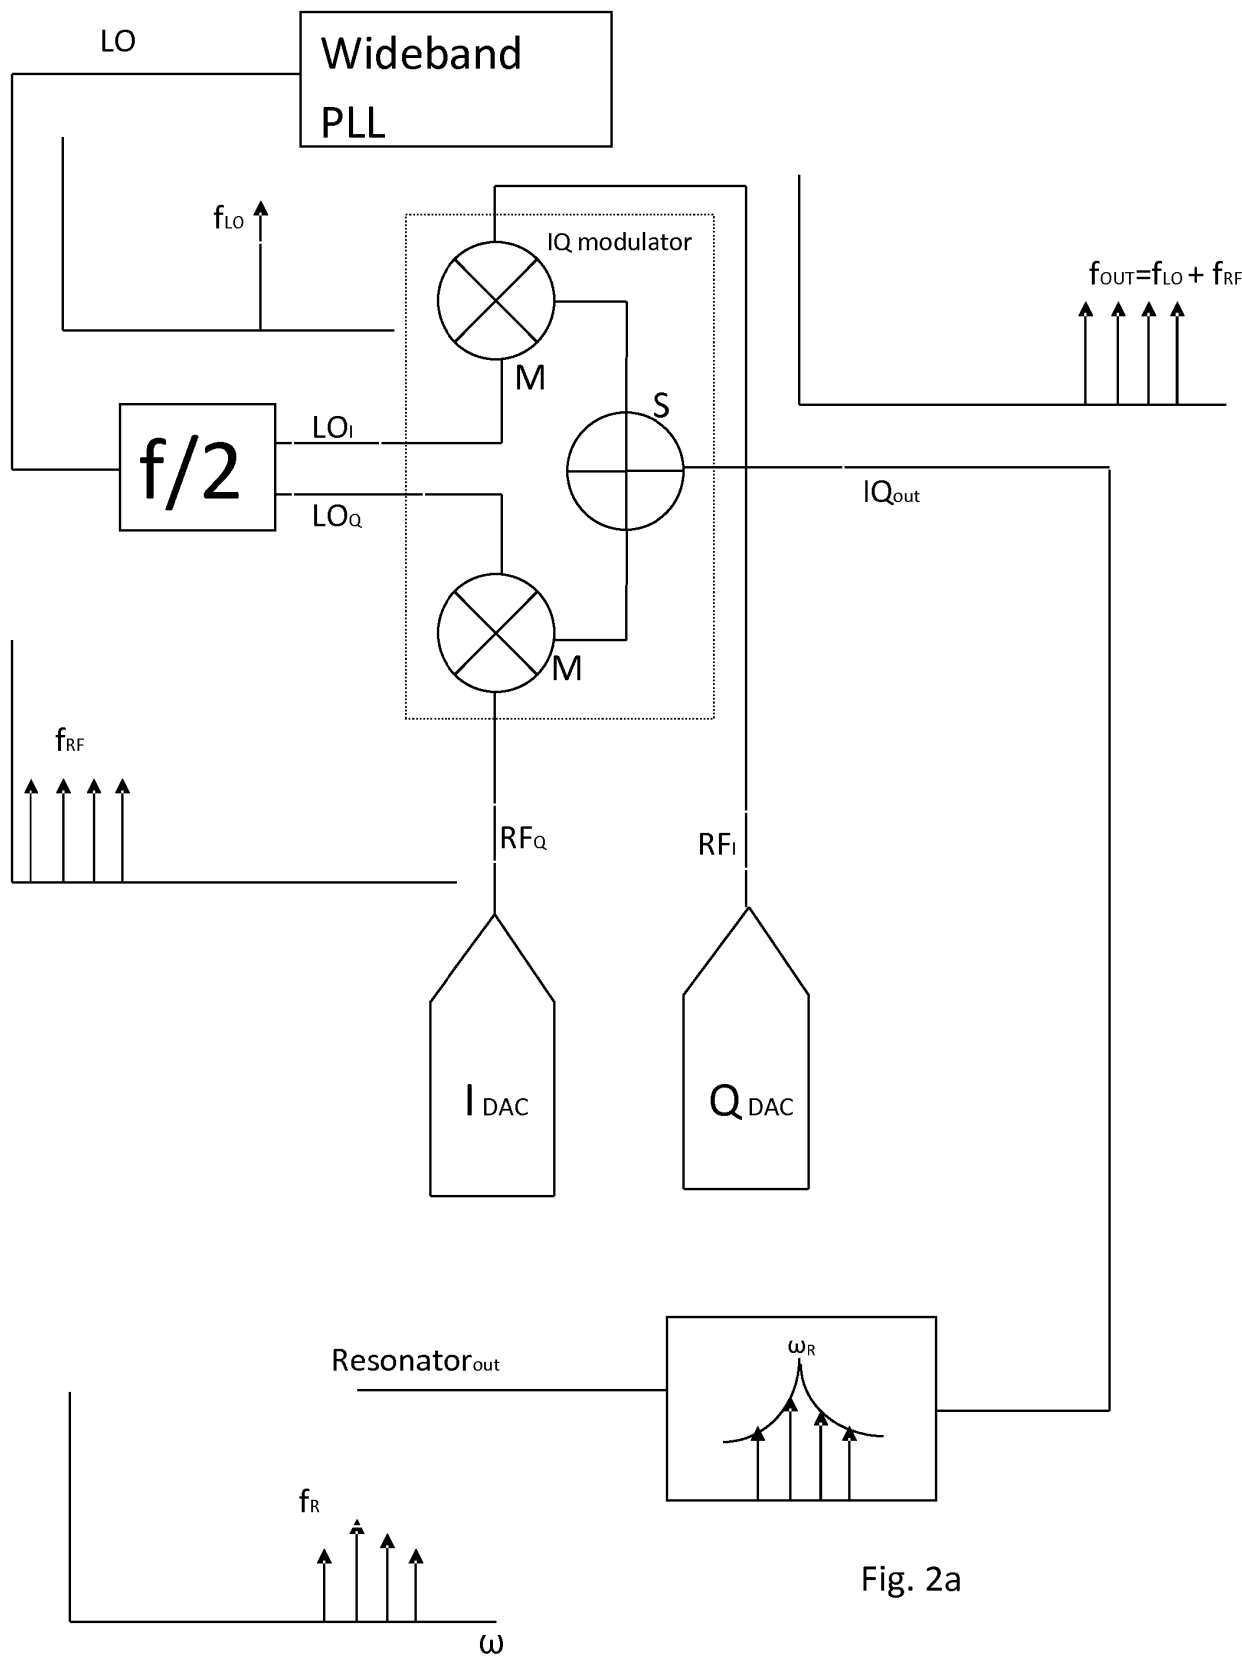 LO
Wideband
PLL
fLO
IQ modulator
fOUT=fLO + fRF
M
S
LOI
f/2
IQout
LOQ
M
fRF
RFQ
RFI
I DAC
Q DAC
ωR
Resonatorout
fR
Fig. 2a
ω